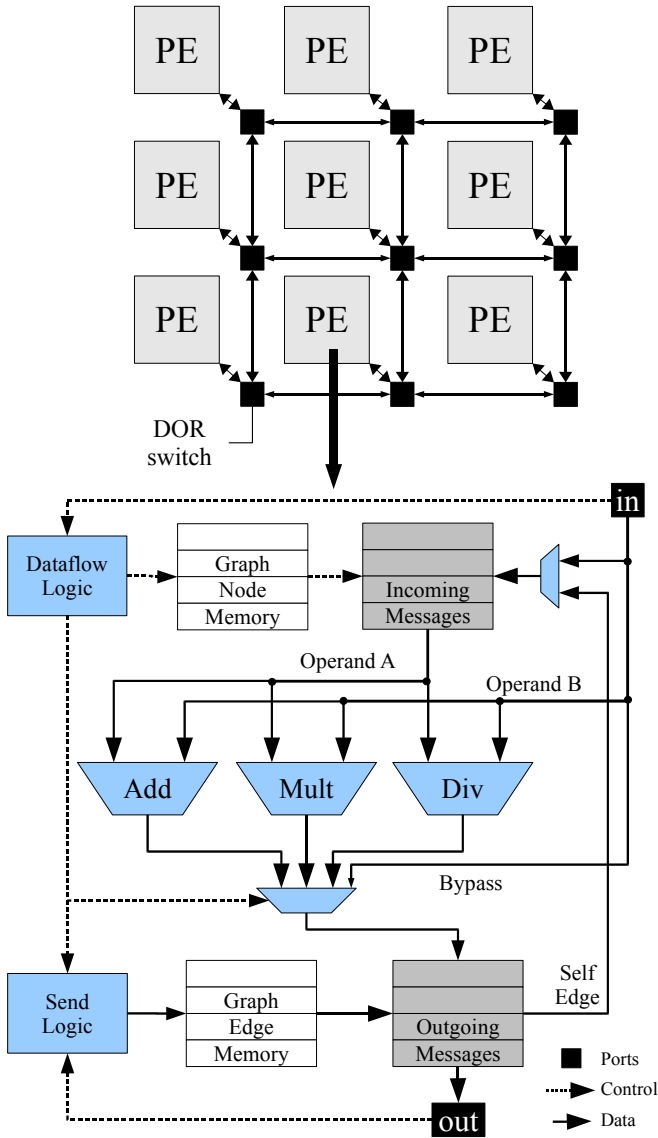 PE PE PE
PE PE PE
PE PE PE
DOR
switch
in
Dataflow
Logic
Graph
Node
Memory
Incoming
Messages
Operand A
Operand B
Add
Mult
Div
Bypass
Send
Logic
Graph
Edge
Memory
Outgoing
Messages
Self
Edge
Ports
Control
Data
out